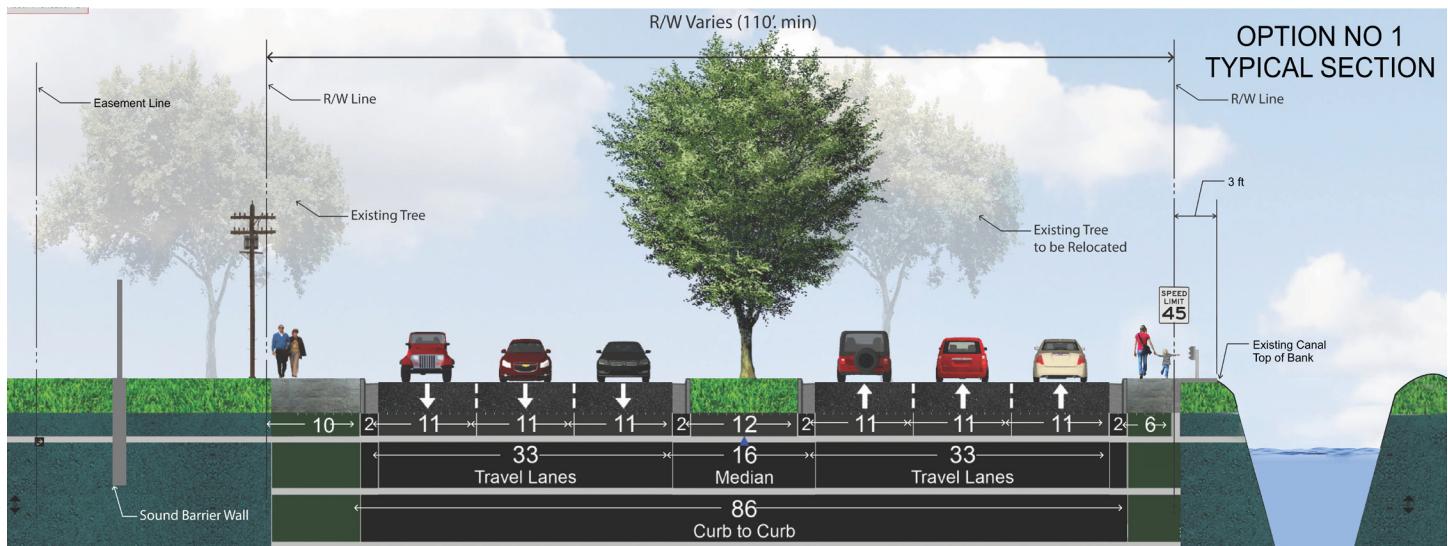 R/W Varies (110'. min)
OPTION NO 1
TYPICAL SECTION
Easement Line
R/W Line
R/W Line
3 ft
Existing Tree
Existing Tree
to be Relocated
SPEED
LIMIT
45
Existing Canal
Top of Bank
10 2 11 11 11 2 12 2 11 11 11 2 6
33 16 33
Travel Lanes Median Travel Lanes
Sound Barrier Wall
86
Curb to Curb